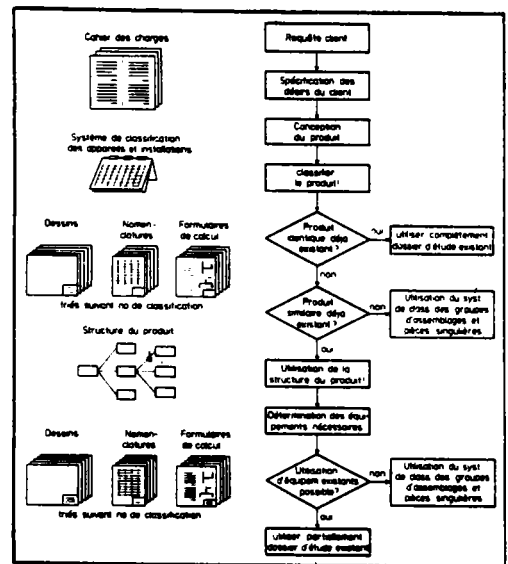 Cahier des charges
Système de classification
des appareils et installations
Dessins
Nomen-
clatures
Formulaires
de calcul
triés suivant no de classification
Structure du produit
Dessins
Nomen-
clatures
Formulaires
de calcul
triés suivant no de classification
Requête client
Spécification des
désirs du client
Conception
du produit
classifier
le produit!
Produit
identique déjà
existant?
oui
utiliser complètement
dossier d'étude existant
non
Produit
similaire déjà
existant?
non
Utilisation du syst
de class des groupes
d'assemblages et
pièces singulières
oui
Utilisation de la
structure du produit!
Détermination des équi-
pements nécessaires
Utilisation
d'équipem existants
possible?
non
Utilisation du syst
de class des groupes
d'assemblages et
pièces singulières
oui
utiliser partiellement
dossier d'étude existant